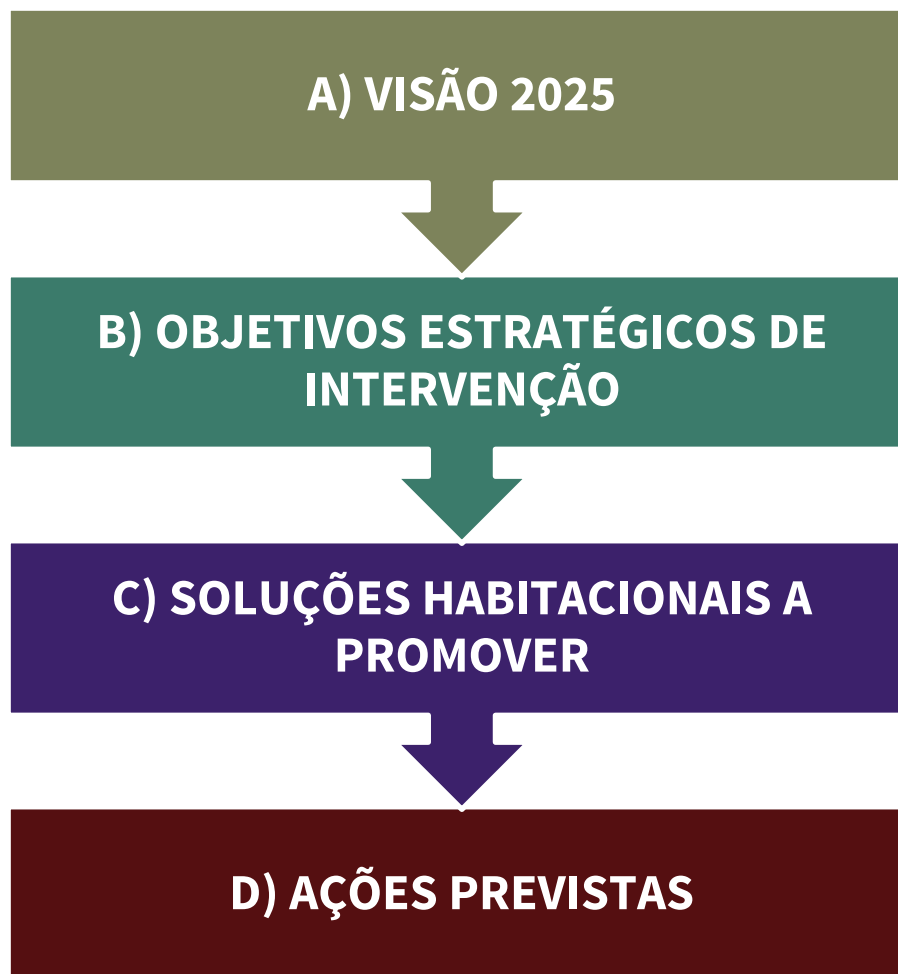 A) VISÃO 2025
B) OBJETIVOS ESTRATÉGICOS DE
INTERVENÇÃO
C) SOLUÇÕES HABITACIONAIS A
PROMOVER
D) AÇÕES PREVISTAS